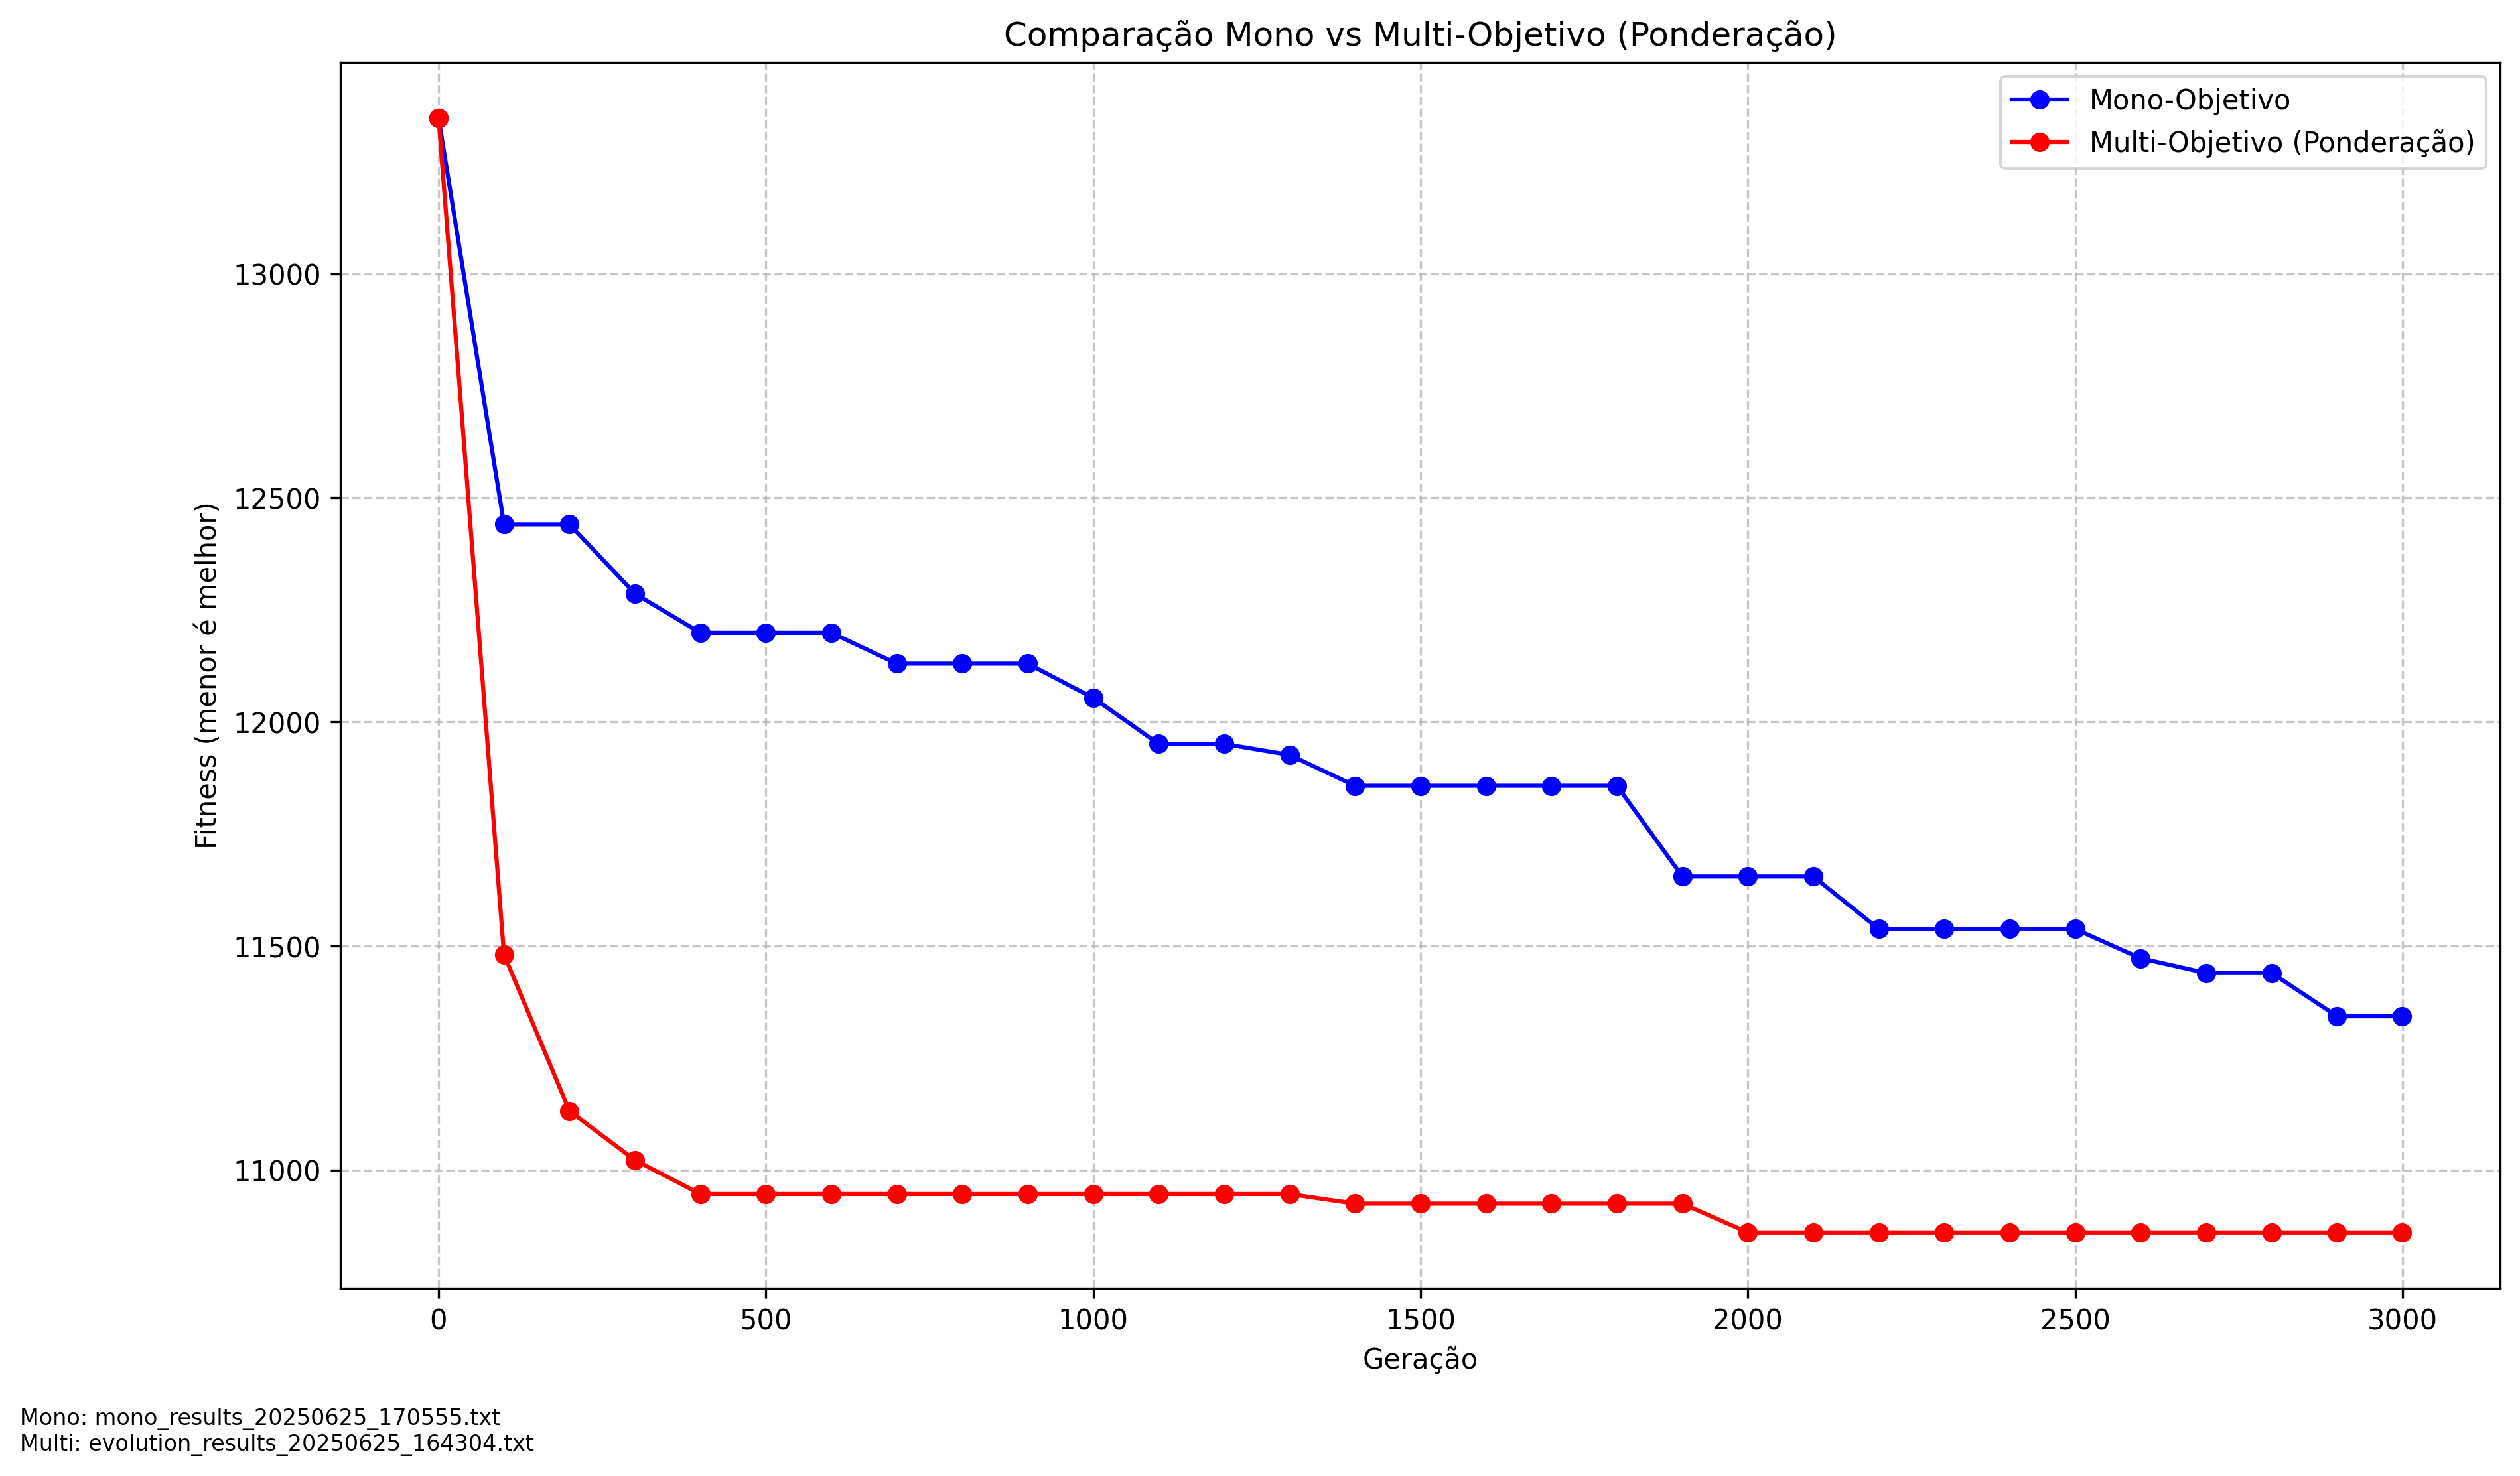 Comparação Mono vs Multi-Objetivo (Ponderação)
Mono-Objetivo
Multi-Objetivo (Ponderação)
Fitness (menor é melhor)
13000
12500
12000
11500
11000
0 500 1000 1500 2000 2500 3000
Geração
Mono: mono_results_20250625_170555.txt
Multi: evolution_results_20250625_164304.txt